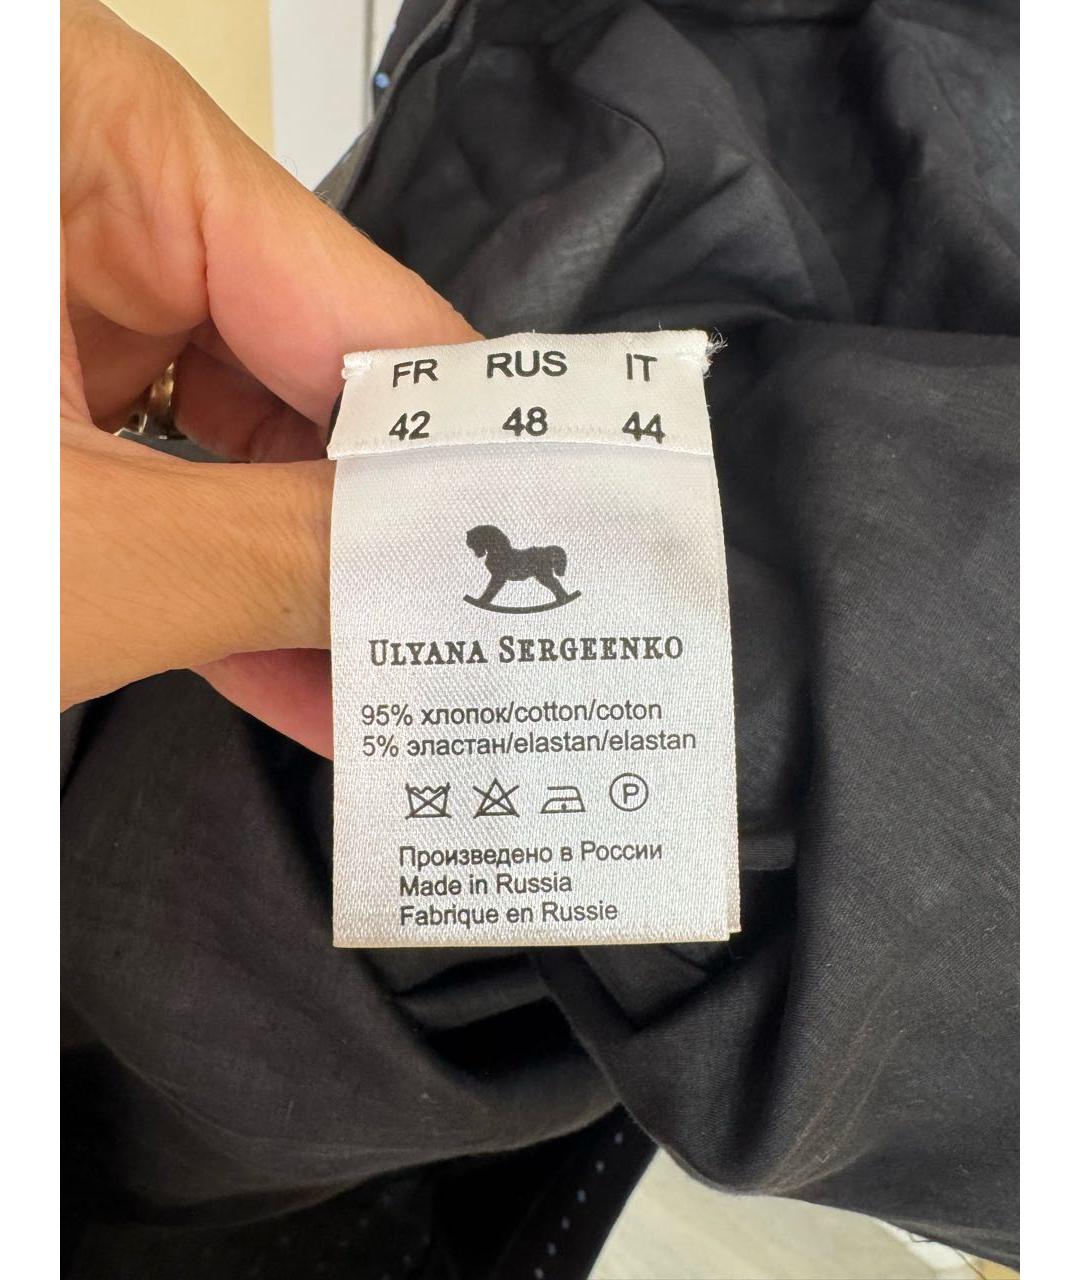 FR RUS IT
42 48 44
ULYANA SERGEENKO
95% хлопок/cotton/coton
5% эластан/elastan/elastan
P
Произведено в России
Made in Russia
Fabrique en Russie